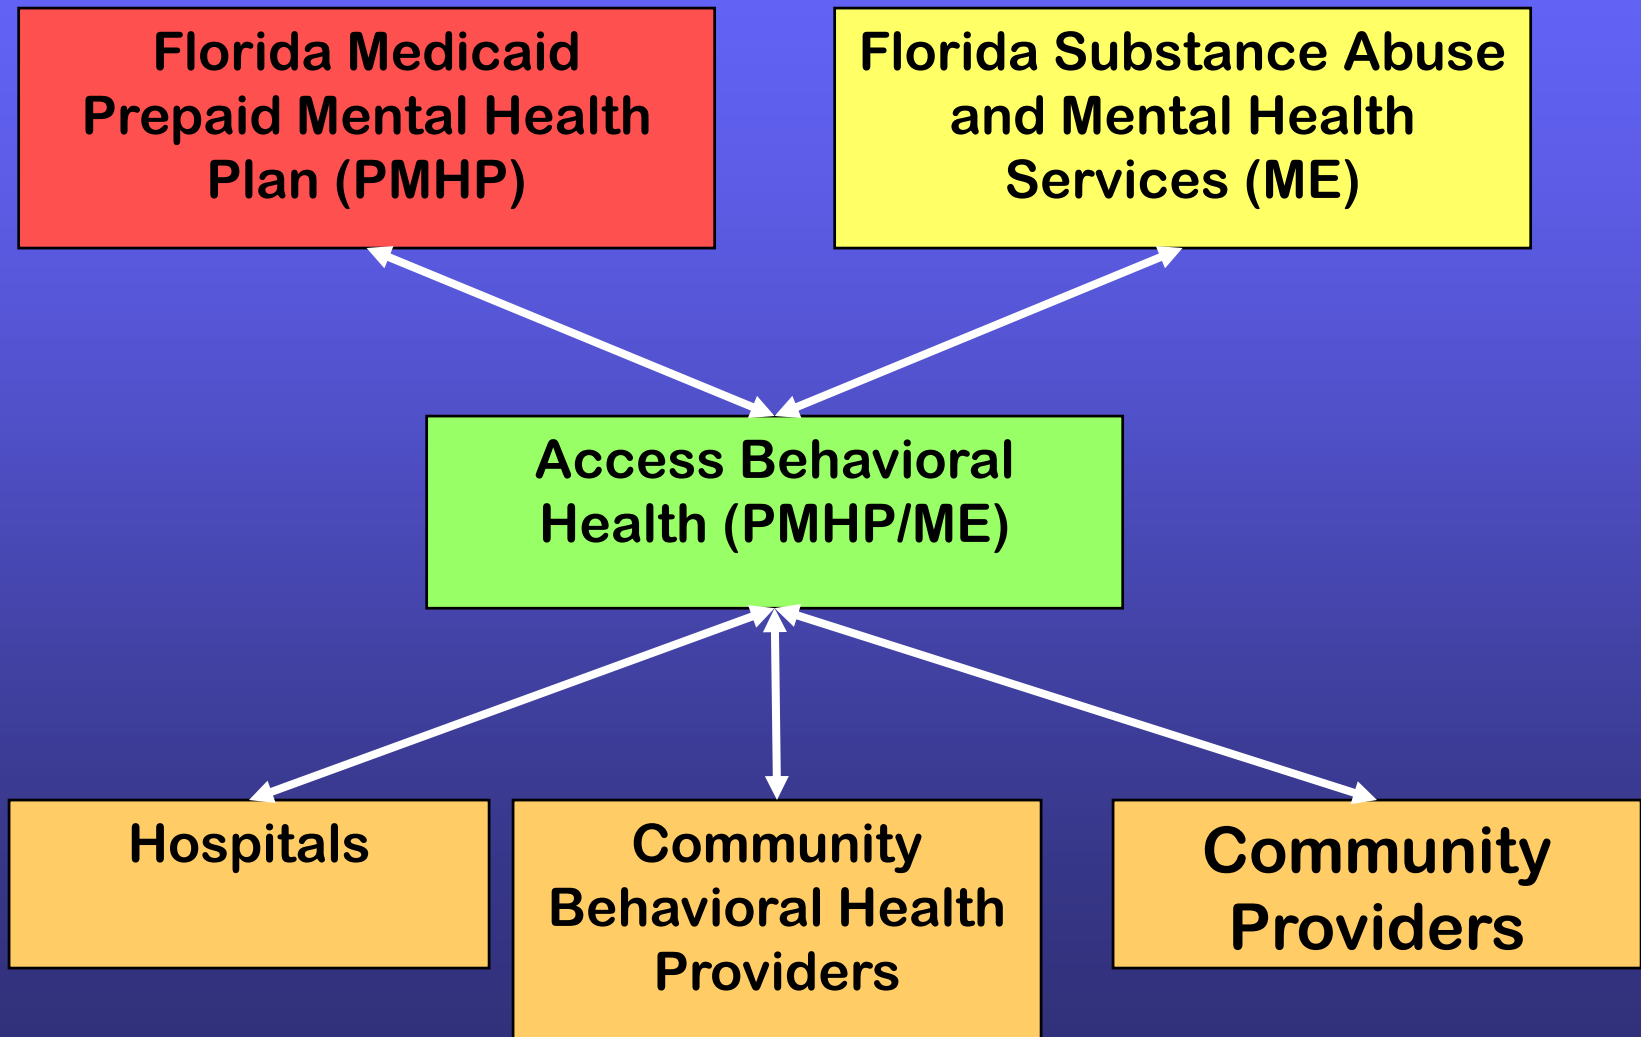 Florida Medicaid
Prepaid Mental Health
Plan (PMHP)
Florida Substance Abuse
and Mental Health
Services (ME)
Access Behavioral
Health (PMHP/ME)
Hospitals
Community
Behavioral Health
Providers
Community
Providers